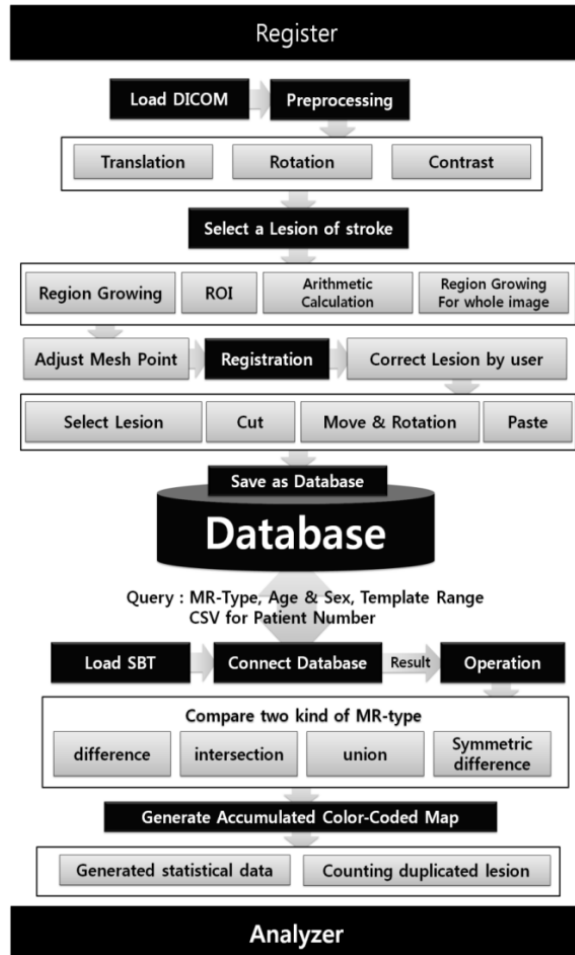 Register
Load DICOM
Preprocessing
Translation
Rotation
Contrast
Select a Lesion of stroke
Region Growing
ROI
Arithmetic
Calculation
Region Growing
For whole image
Adjust Mesh Point
Registration
Correct Lesion by user
Select Lesion
Cut
Move & Rotation
Paste
Save as Database
Database
Query : MR-Type, Age & Sex, Template Range
CSV for Patient Number
Load SBT
Connect Database
Result
Operation
Compare two kind of MR-type
difference
intersection
union
Symmetric
difference
Generate Accumulated Color-Coded Map
Generated statistical data
Counting duplicated lesion
Analyzer